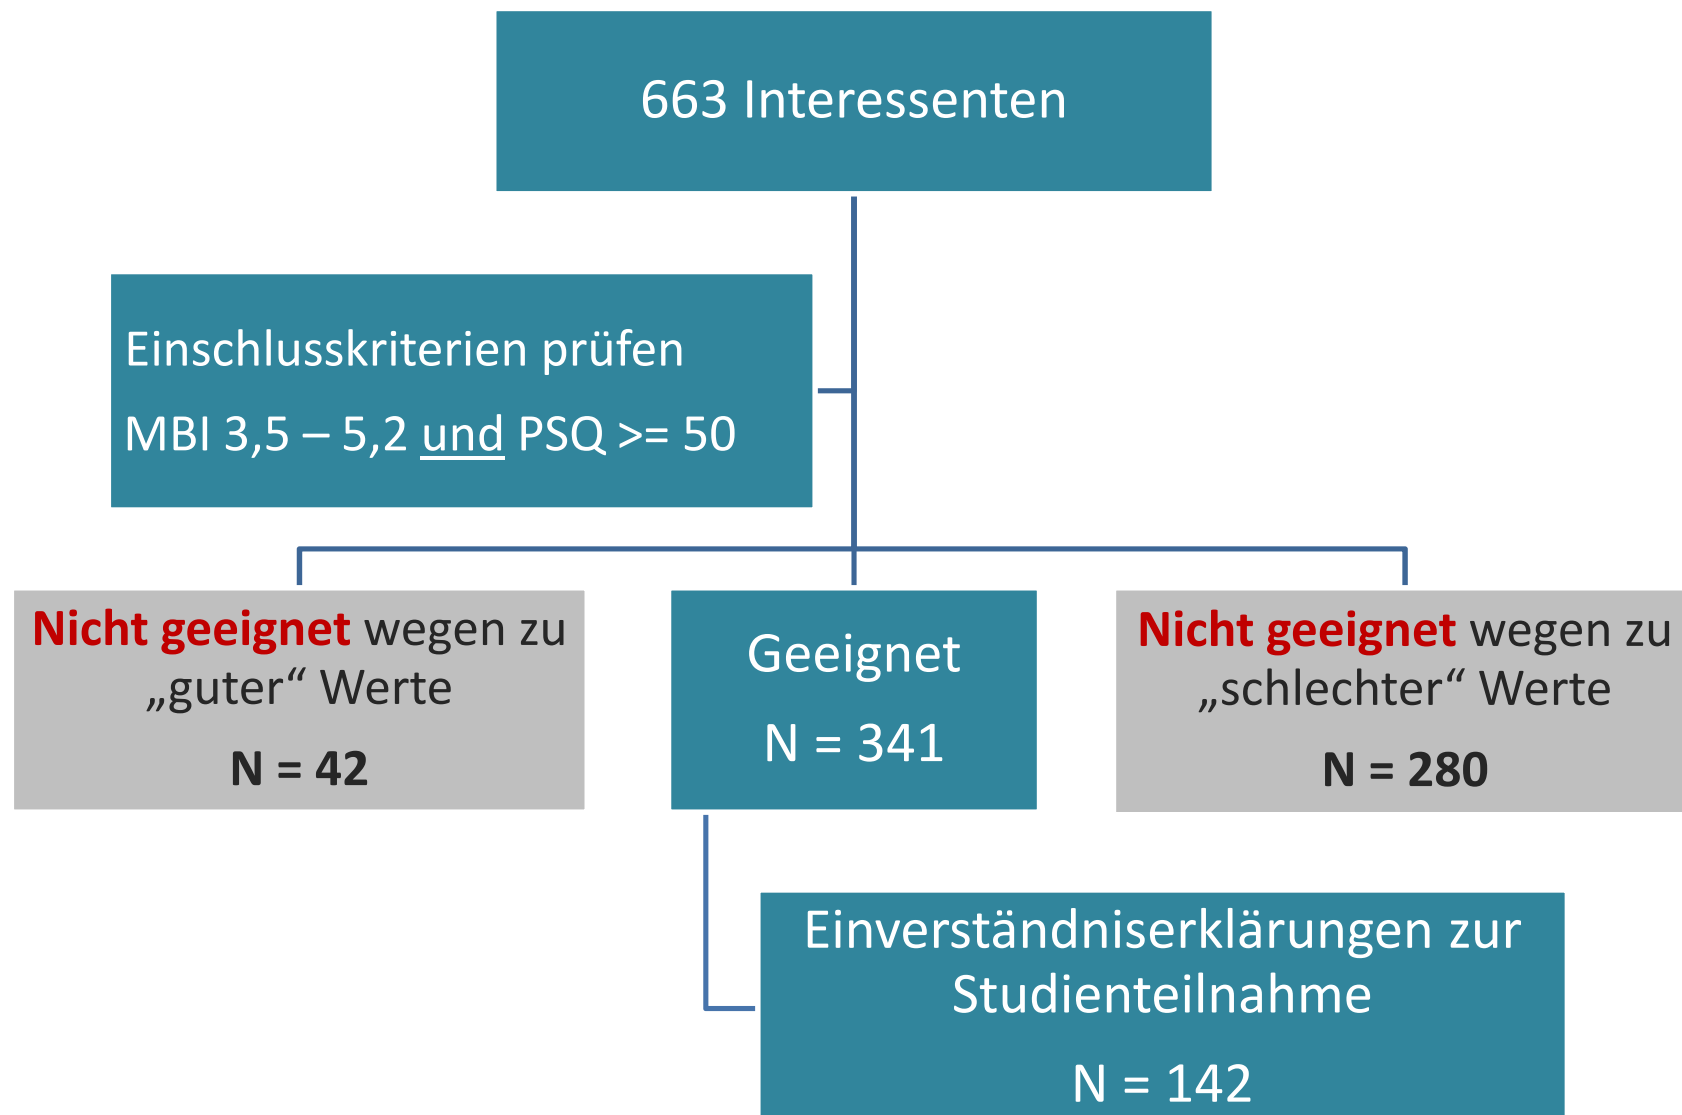 663 Interessenten
Einschlusskriterien prüfen
MBI 3,5 – 5,2 und PSQ >= 50
Nicht geeignet wegen zu
„guter“ Werte
N = 42
Geeignet
N = 341
Nicht geeignet wegen zu
„schlechter“ Werte
N = 280
Einverständniserklärungen zur
Studienteilnahme
N = 142